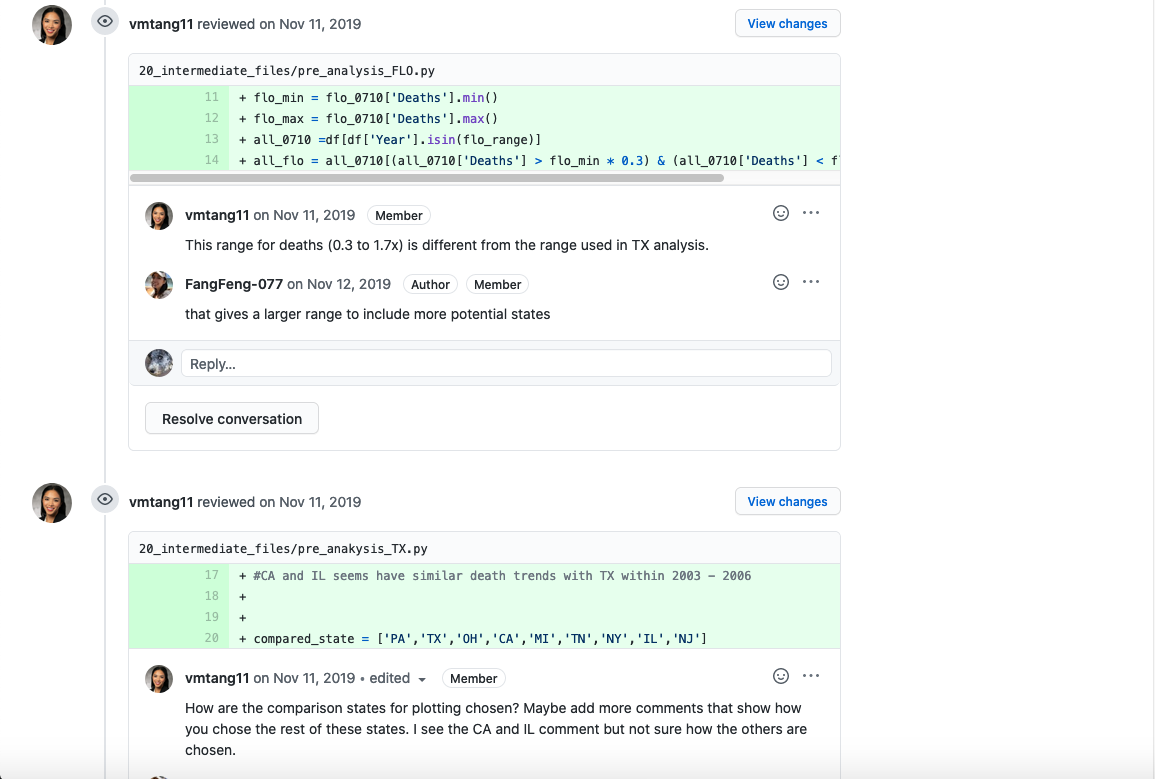 vmtang11 reviewed on Nov 11, 2019
View changes
20_intermediate_files/pre_analysis_FLO.py
11 + flo_min = flo_0710['Deaths'].min()
12 + flo_max = flo_0710['Deaths'].max()
13 + all_0710 =df[df['Year'].isin(flo_range)]
14 + all_flo = all_0710[(all_0710['Deaths'] > flo_min * 0.3) & (all_0710['Deaths'] < fl
vmtang11 on Nov 11, 2019 Member
This range for deaths (0.3 to 1.7x) is different from the range used in TX analysis.
FangFeng-077 on Nov 12, 2019 Author Member
that gives a larger range to include more potential states
Reply...
Resolve conversation
vmtang11 reviewed on Nov 11, 2019
View changes
20_intermediate_files/pre_anakysis_TX.py
17 + #CA and IL seems have similar death trends with TX within 2003 - 2006
18 +
19 +
20 + compared_state = ['PA','TX','OH','CA','MI','TN','NY','IL','NJ']
vmtang11 on Nov 11, 2019 • edited Member
How are the comparison states for plotting chosen? Maybe add more comments that show how
you chose the rest of these states. I see the CA and IL comment but not sure how the others are
chosen.